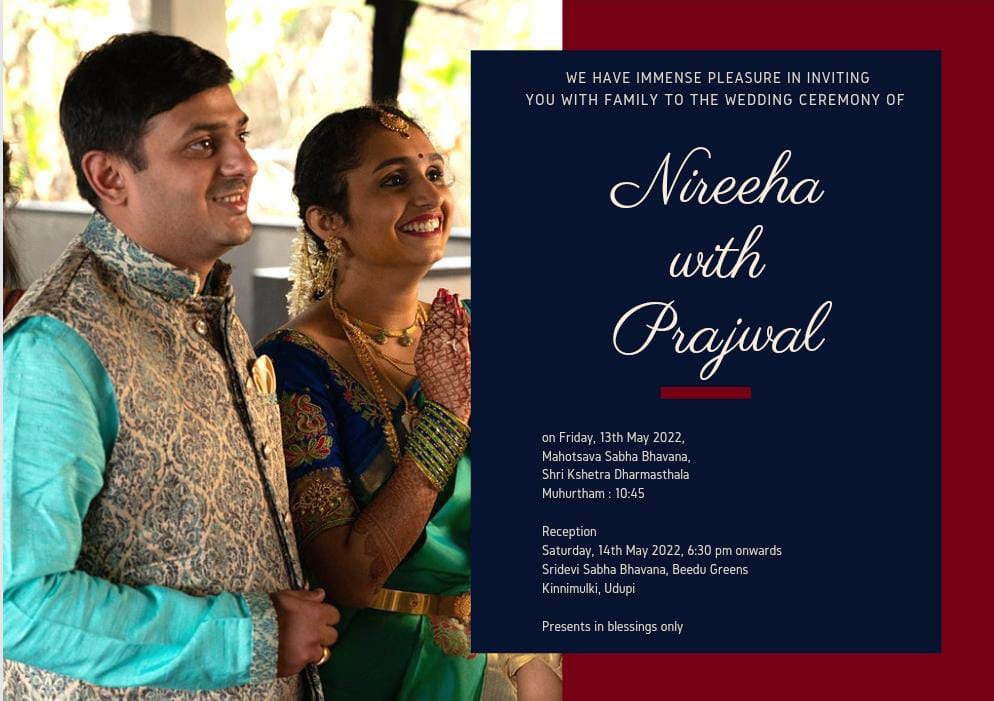 WE HAVE IMMENSE PLEASURE IN INVITING
YOU WITH FAMILY TO THE WEDDING CEREMONY OF
Nireeha
with
Prajwal
on Friday, 13th May 2022,
Mahotsava Sabha Bhavana,
Shri Kshetra Dharmasthala
Muhurtham : 10:45
Reception
Saturday, 14th May 2022, 6:30 pm onwards
Sridevi Sabha Bhavana, Beedu Greens
Kinnimulki, Udupi
Presents in blessings only